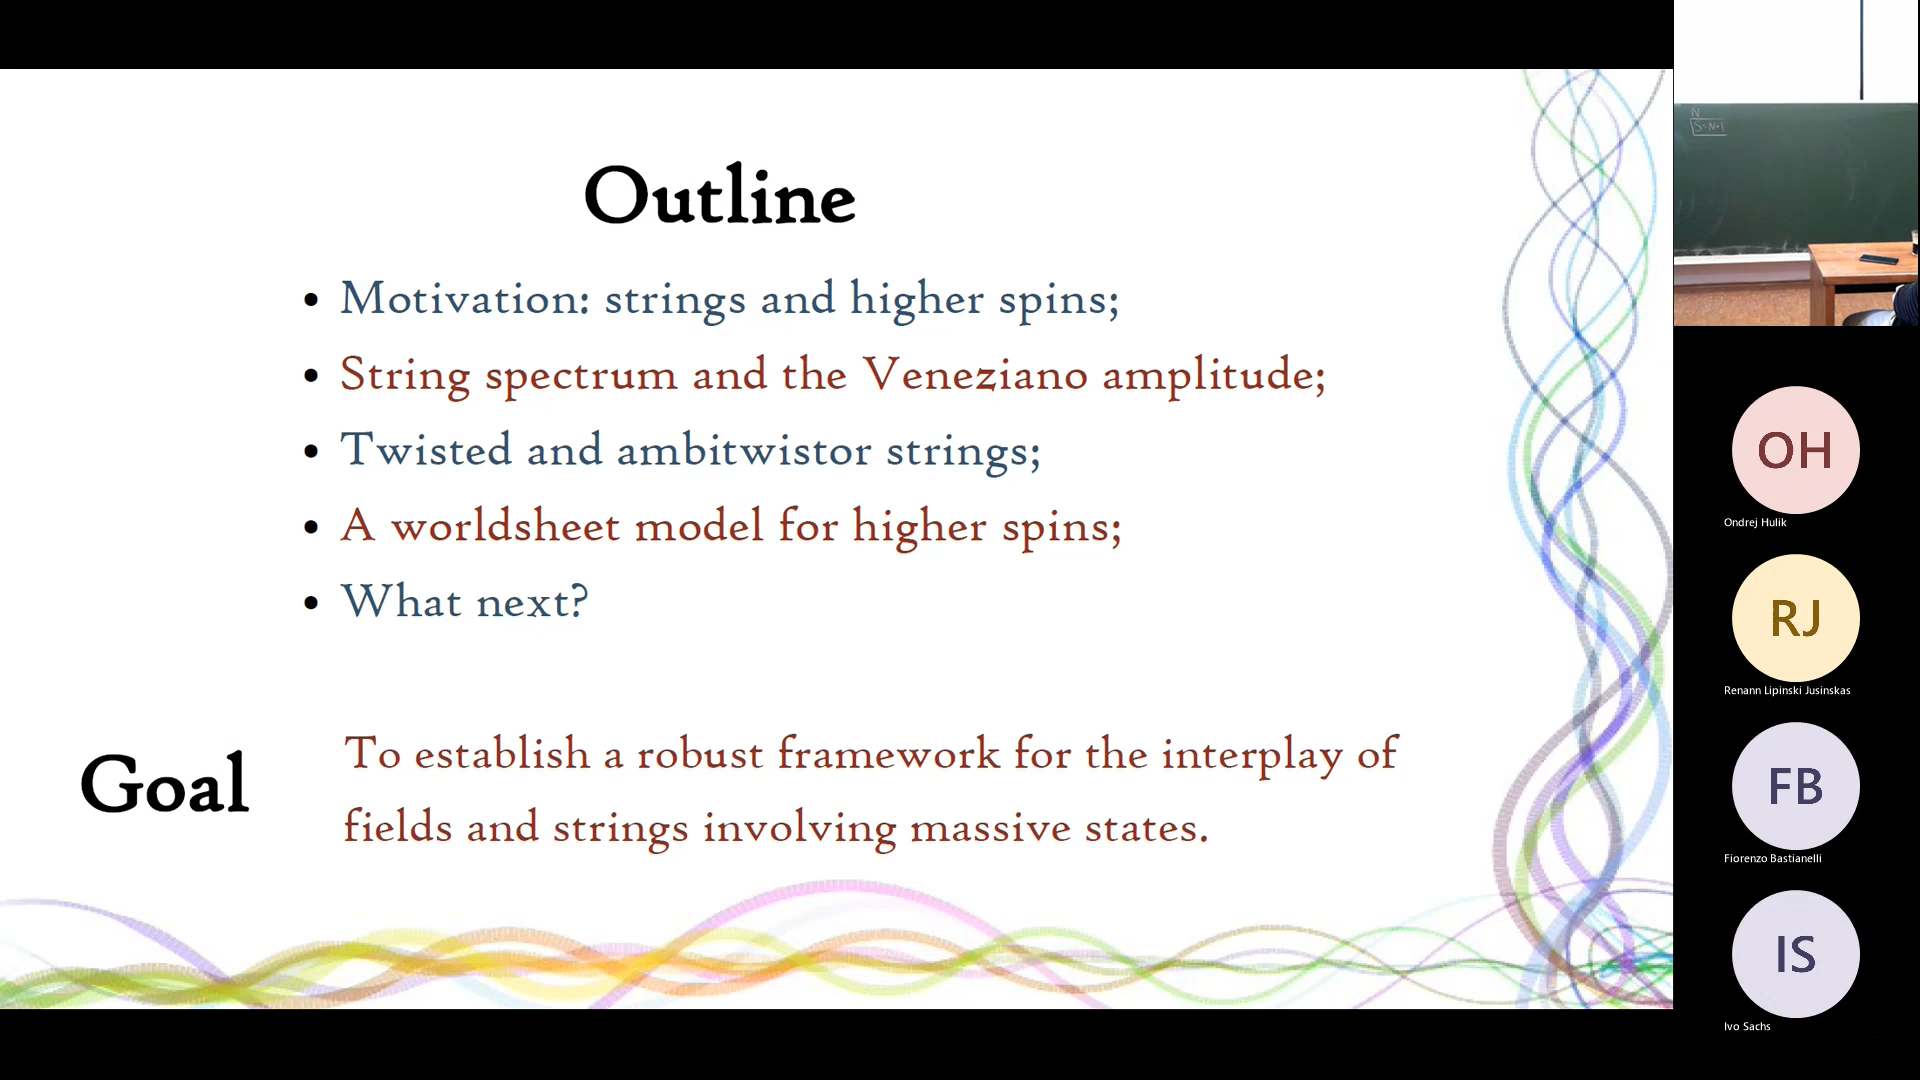 Outline
• Motivation: strings and higher spins;
• String spectrum and the Veneziano amplitude;
• Twisted and ambitwistor strings;
• A worldsheet model for higher spins;
• What next?
Goal
To establish a robust framework for the interplay of
fields and strings involving massive states.
N
OH
Ondrej Hulik
RJ
Renann Lipinski Jusinskas
FB
Fiorenzo Bastianelli
IS
Ivo Sachs